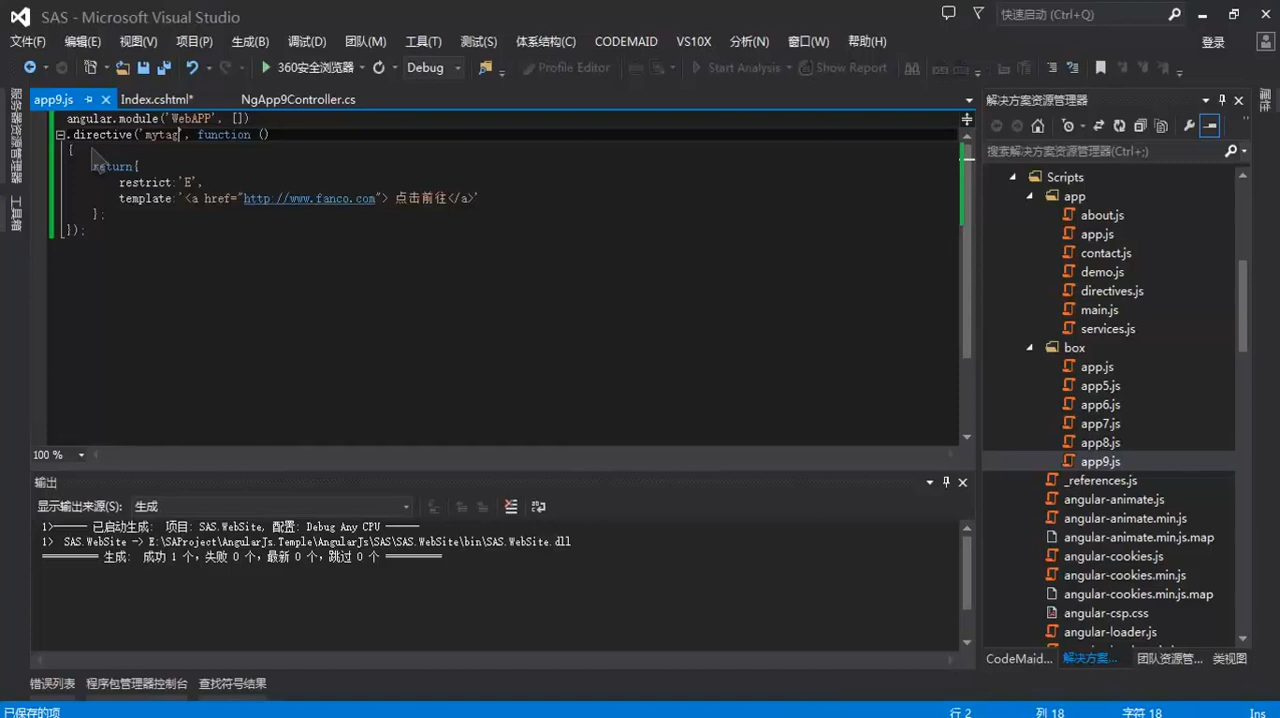 SAS - Microsoft Visual Studio
快速启动 (Ctrl+Q)
文件(F) 编辑(E) 视图(V) 项目(P) 生成(B) 调试(D) 团队(M) 工具(T) 测试(S) 体系结构(C) CODEMAID VS10X 分析(N) 窗口(W) 帮助(H) 登录
360安全浏览器 Debug Profile Editor Start Analysis Show Report
app9.js Index.cshtml* NgApp9Controller.cs
服务器资源管理器
工具箱
angular.module('WebAPP', [])
.directive('mytag', function ()
{
return{
restrict:'E',
template:'<a href="http://www.fanco.com"> 点击前往</a>'
};
});
100 %
输出
显示输出来源(S): 生成
1>------ 已启动生成: 项目: SAS.WebSite, 配置: Debug Any CPU ------
1> SAS.WebSite -> E:\SAProject\AngularJs.Temple\AngularJs\SAS\SAS.WebSite\bin\SAS.WebSite.dll
========== 生成: 成功 1 个，失败 0 个，最新 0 个，跳过 0 个 ==========
错误列表 程序包管理器控制台 查找符号结果
解决方案资源管理器
搜索解决方案资源管理器(Ctrl+;)
Scripts
app
about.js
app.js
contact.js
demo.js
directives.js
main.js
services.js
box
app.js
app5.js
app6.js
app7.js
app8.js
app9.js
_references.js
angular-animate.js
angular-animate.min.js
angular-animate.min.js.map
angular-cookies.js
angular-cookies.min.js
angular-cookies.min.js.map
angular-csp.css
angular-loader.js
CodeMaid... 解决方案... 团队资源管... 类视图
属性
已保存的项 行 2 列 18 字符 18 Ins